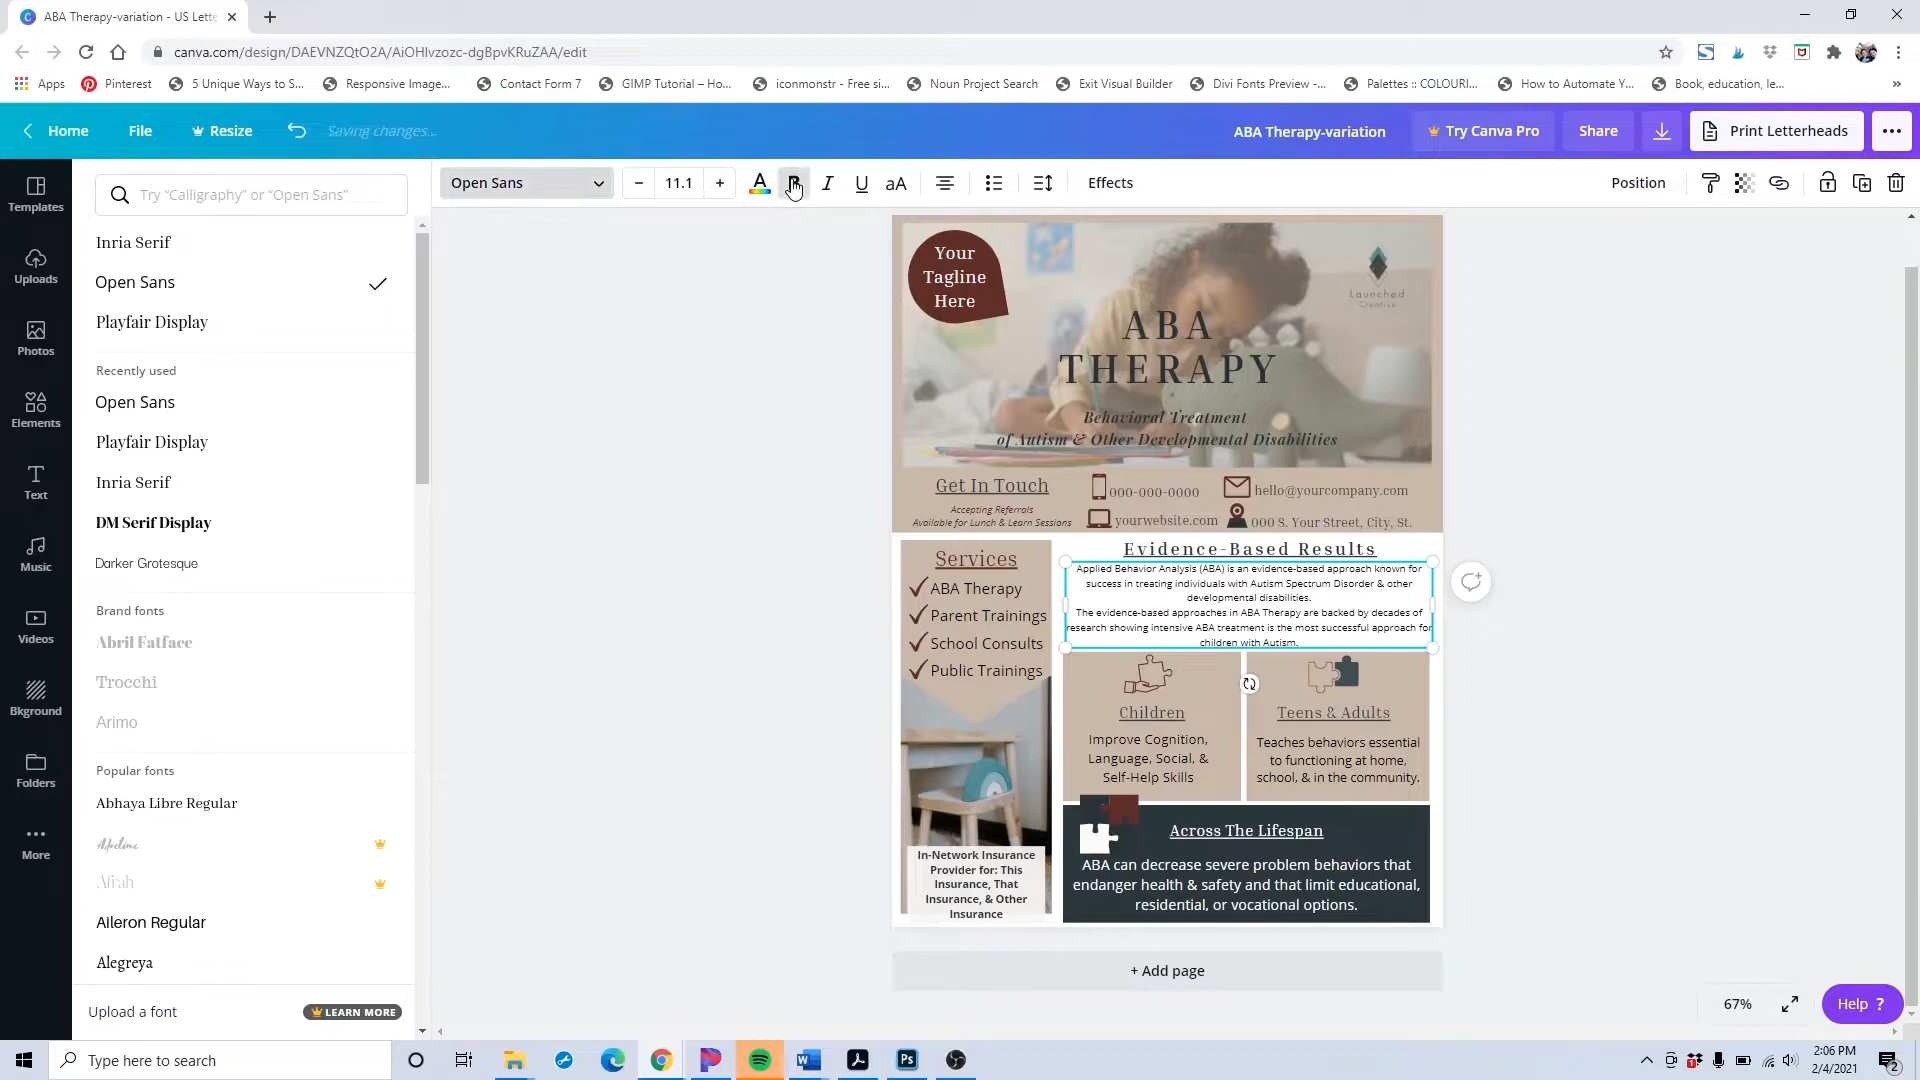 ABA Therapy-variation - US Lette
canva.com/design/DAEVNZQtO2A/AiOHIvzozc-dgBpvKRuZAA/edit
Apps
Pinterest
5 Unique Ways to S...
Responsive Image...
Contact Form 7
GIMP Tutorial – Ho...
iconmonstr - Free si...
Noun Project Search
Exit Visual Builder
Divi Fonts Preview -...
Palettes :: COLOURI...
How to Automate Y...
Book, education, le...
Home
File
Resize
Saving changes...
ABA Therapy-variation
Try Canva Pro
Share
Print Letterheads
Templates
Uploads
Photos
Elements
Text
Music
Videos
Bkground
Folders
More
Try "Calligraphy" or "Open Sans"
Inria Serif
Open Sans
Playfair Display
Recently used
Open Sans
Playfair Display
Inria Serif
DM Serif Display
Darker Grotesque
Brand fonts
Abril Fatface
Trocchi
Arimo
Popular fonts
Abhaya Libre Regular
Aileron Regular
Alegreya
Upload a font
LEARN MORE
Open Sans
– 11.1 +
A B I U aA
Effects
Position
Your
Tagline
Here
Launched
Creative
ABA
THERAPY
Behavioral Treatment
of Autism & Other Developmental Disabilities
Get In Touch
Accepting Referrals
Available for Lunch & Learn Sessions
000-000-0000
hello@yourcompany.com
yourwebsite.com
000 S. Your Street, City, St.
Services
ABA Therapy
Parent Trainings
School Consults
Public Trainings
In-Network Insurance
Provider for: This
Insurance, That
Insurance, & Other
Insurance
Evidence-Based Results
Applied Behavior Analysis (ABA) is an evidence-based approach known for
success in treating individuals with Autism Spectrum Disorder & other
developmental disabilities.
The evidence-based approaches in ABA Therapy are backed by decades of
research showing intensive ABA treatment is the most successful approach for
children with Autism.
Children
Improve Cognition,
Language, Social, &
Self-Help Skills
Teens & Adults
Teaches behaviors essential
to functioning at home,
school, & in the community.
Across The Lifespan
ABA can decrease severe problem behaviors that
endanger health & safety and that limit educational,
residential, or vocational options.
+ Add page
67%
Help ?
Type here to search
2:06 PM
2/4/2021
2